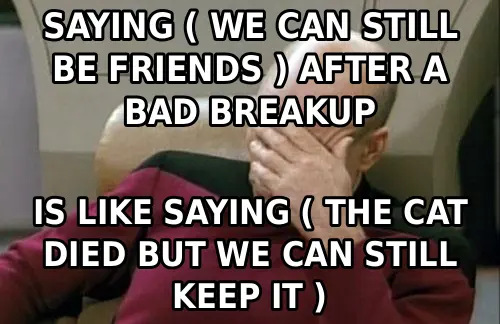 SAYING ( WE CAN STILL
BE FRIENDS ) AFTER A
BAD BREAKUP
IS LIKE SAYING ( THE CAT
DIED BUT WE CAN STILL
KEEP IT )